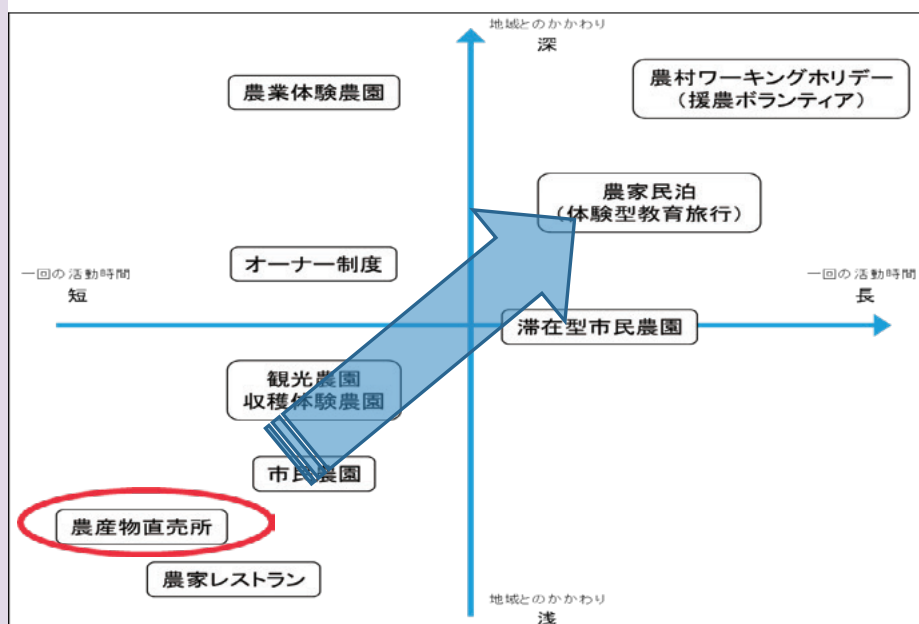 地域とのかかわり
深
農業体験農園
農村ワーキングホリデー
（援農ボランティア）
農家民泊
（体験型教育旅行）
オーナー制度
一回の活動時間
短
一回の活動時間
長
滞在型市民農園
観光農園
収穫体験農園
市民農園
農産物直売所
農家レストラン
地域とのかかわり
浅